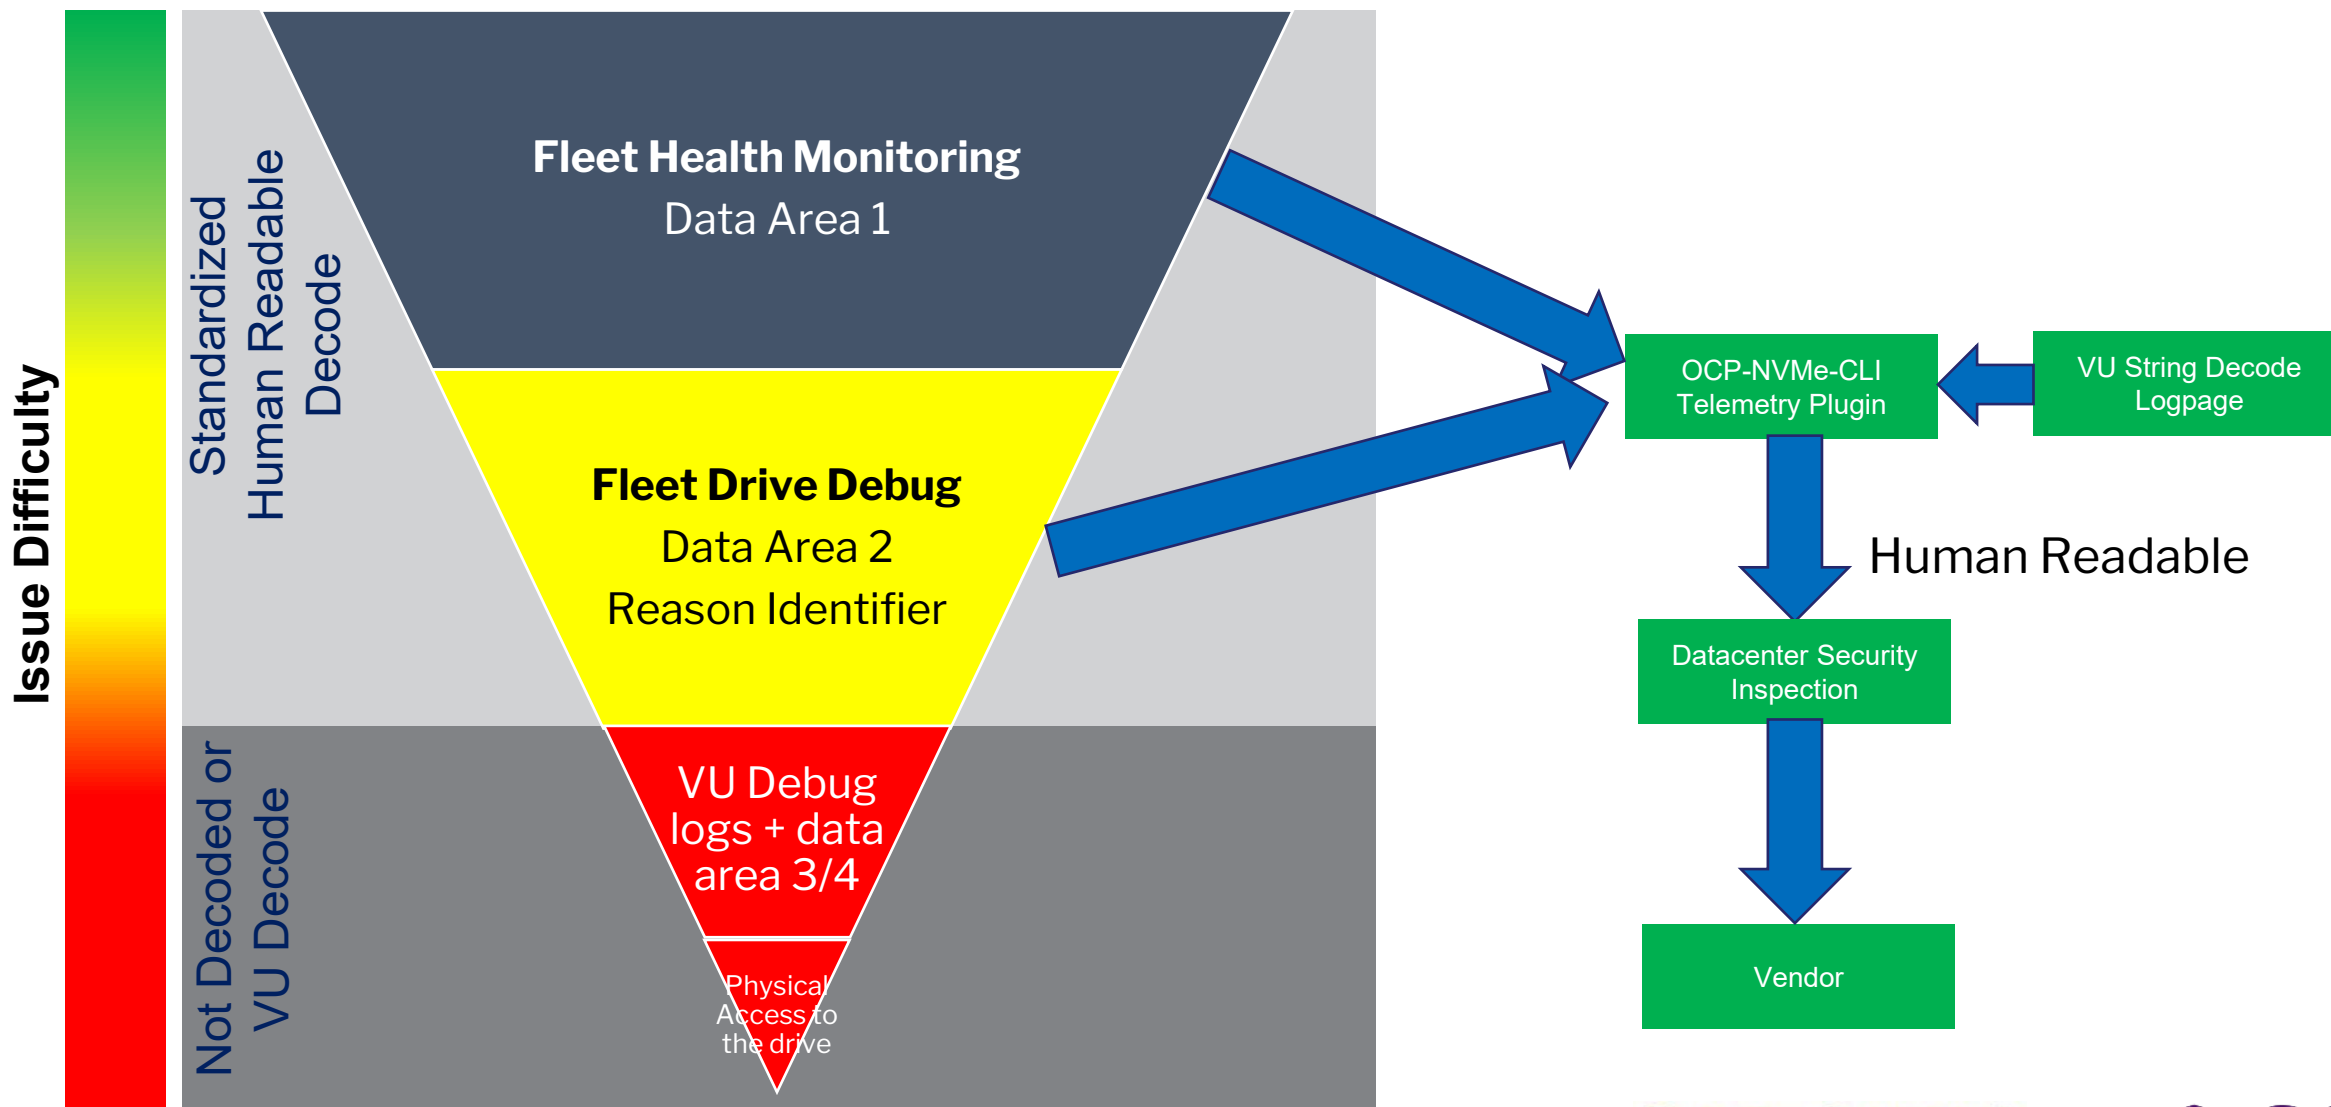 Issue Difficulty
Standardized
Human Readable
Decode
Not Decoded or
VU Decode
Fleet Health Monitoring
Data Area 1
Fleet Drive Debug
Data Area 2
Reason Identifier
VU Debug
logs + data
area 3/4
Physical
Access to
the drive
OCP-NVMe-CLI
Telemetry Plugin
VU String Decode
Logpage
Human Readable
Datacenter Security
Inspection
Vendor